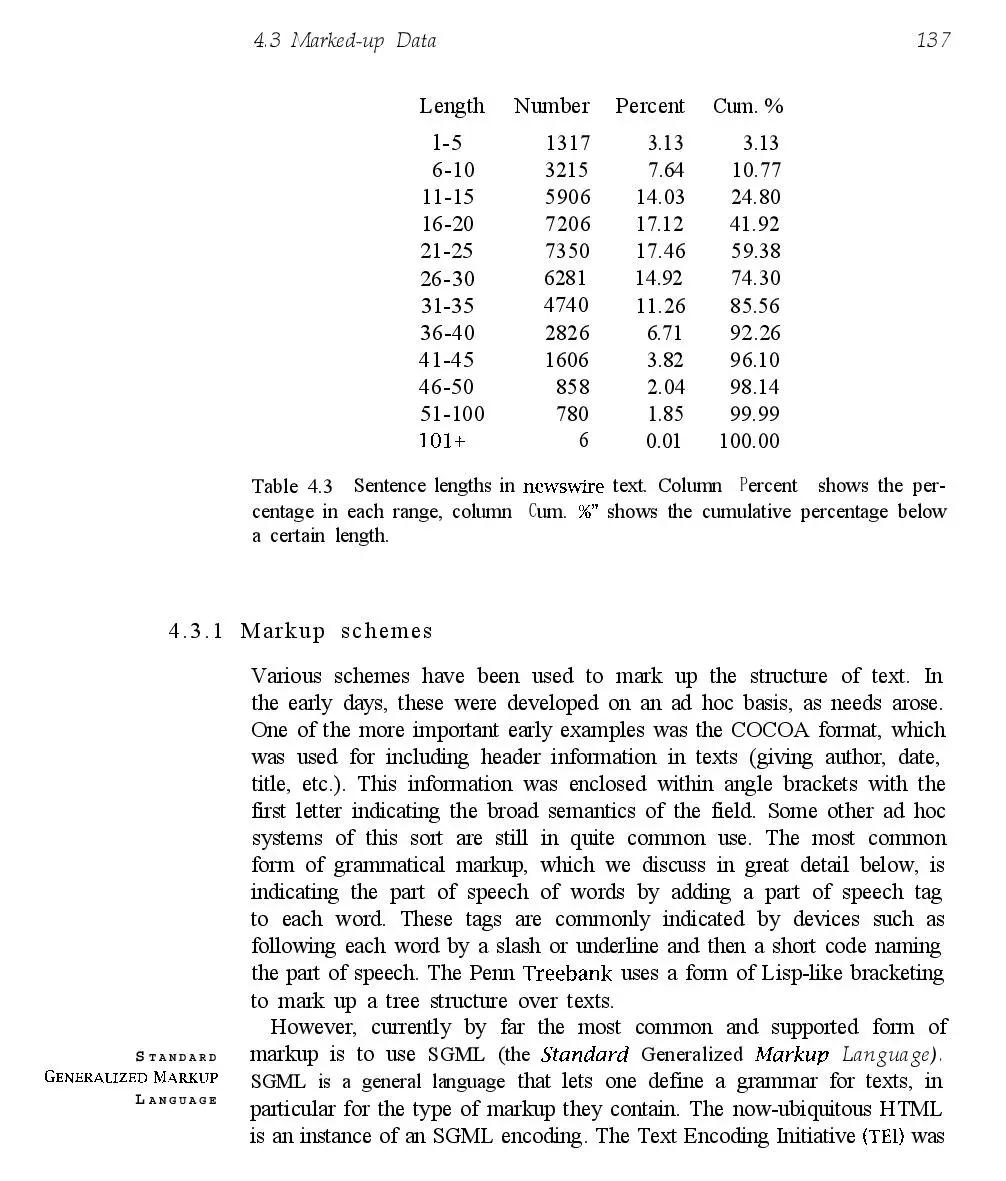 4.3 Marked-up Data 137
Length Number Percent Cum. %
1-5 1317 3.13 3.13
6-10 3215 7.64 10.77
11-15 5906 14.03 24.80
16-20 7206 17.12 41.92
21-25 7350 17.46 59.38
26-30 6281 14.92 74.30
31-35 4740 11.26 85.56
36-40 2826 6.71 92.26
41-45 1606 3.82 96.10
46-50 858 2.04 98.14
51-100 780 1.85 99.99
101+ 6 0.01 100.00
Table 4.3 Sentence lengths in newswire text. Column Percent shows the per-
centage in each range, column Cum. %” shows the cumulative percentage below
a certain length.
4.3.1 Markup schemes
Various schemes have been used to mark up the structure of text. In
the early days, these were developed on an ad hoc basis, as needs arose.
One of the more important early examples was the COCOA format, which
was used for including header information in texts (giving author, date,
title, etc.). This information was enclosed within angle brackets with the
first letter indicating the broad semantics of the field. Some other ad hoc
systems of this sort are still in quite common use. The most common
form of grammatical markup, which we discuss in great detail below, is
indicating the part of speech of words by adding a part of speech tag
to each word. These tags are commonly indicated by devices such as
following each word by a slash or underline and then a short code naming
the part of speech. The Penn Treebank uses a form of Lisp-like bracketing
to mark up a tree structure over texts.
However, currently by far the most common and supported form of
STANDARD
GENERALIZED MARKUP
LANGUAGE
markup is to use SGML (the Standard Generalized Markup Language).
SGML is a general language that lets one define a grammar for texts, in
particular for the type of markup they contain. The now-ubiquitous HTML
is an instance of an SGML encoding. The Text Encoding Initiative (TEI) was